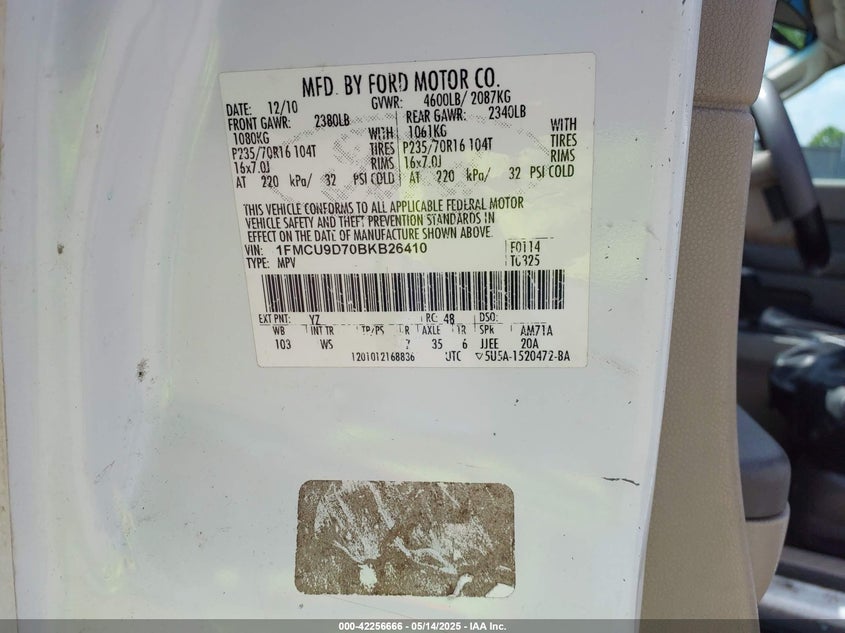 MFD. BY FORD MOTOR CO.
DATE: 12/10 GVWR: 4600LB/ 2087KG
FRONT GAWR: 2380LB REAR GAWR: 2340LB
1080KG WITH 1061KG WITH
P235/70R16 104T TIRES P235/70R16 104T TIRES
16x7.0J RIMS 16x7.0J RIMS
AT 220 kPa/ 32 PSI COLD AT 220 kPa/ 32 PSI COLD
THIS VEHICLE CONFORMS TO ALL APPLICABLE FEDERAL MOTOR
VEHICLE SAFETY AND THEFT PREVENTION STANDARDS IN
EFFECT ON THE DATE OF MANUFACTURE SHOWN ABOVE.
VIN: 1FMCU9D70BKB26410 F0114
TYPE: MPV T0325
EXT PNT: YZ RC: 48 DSO:
WB INT TR TP/PS R AXLE TR SPR AM71A
103 WS 35 6 JJEE 20A
1201012168836 UTC ▽5U5A-1520472-BA
000-42256666 - 05/14/2025 - IAA Inc.